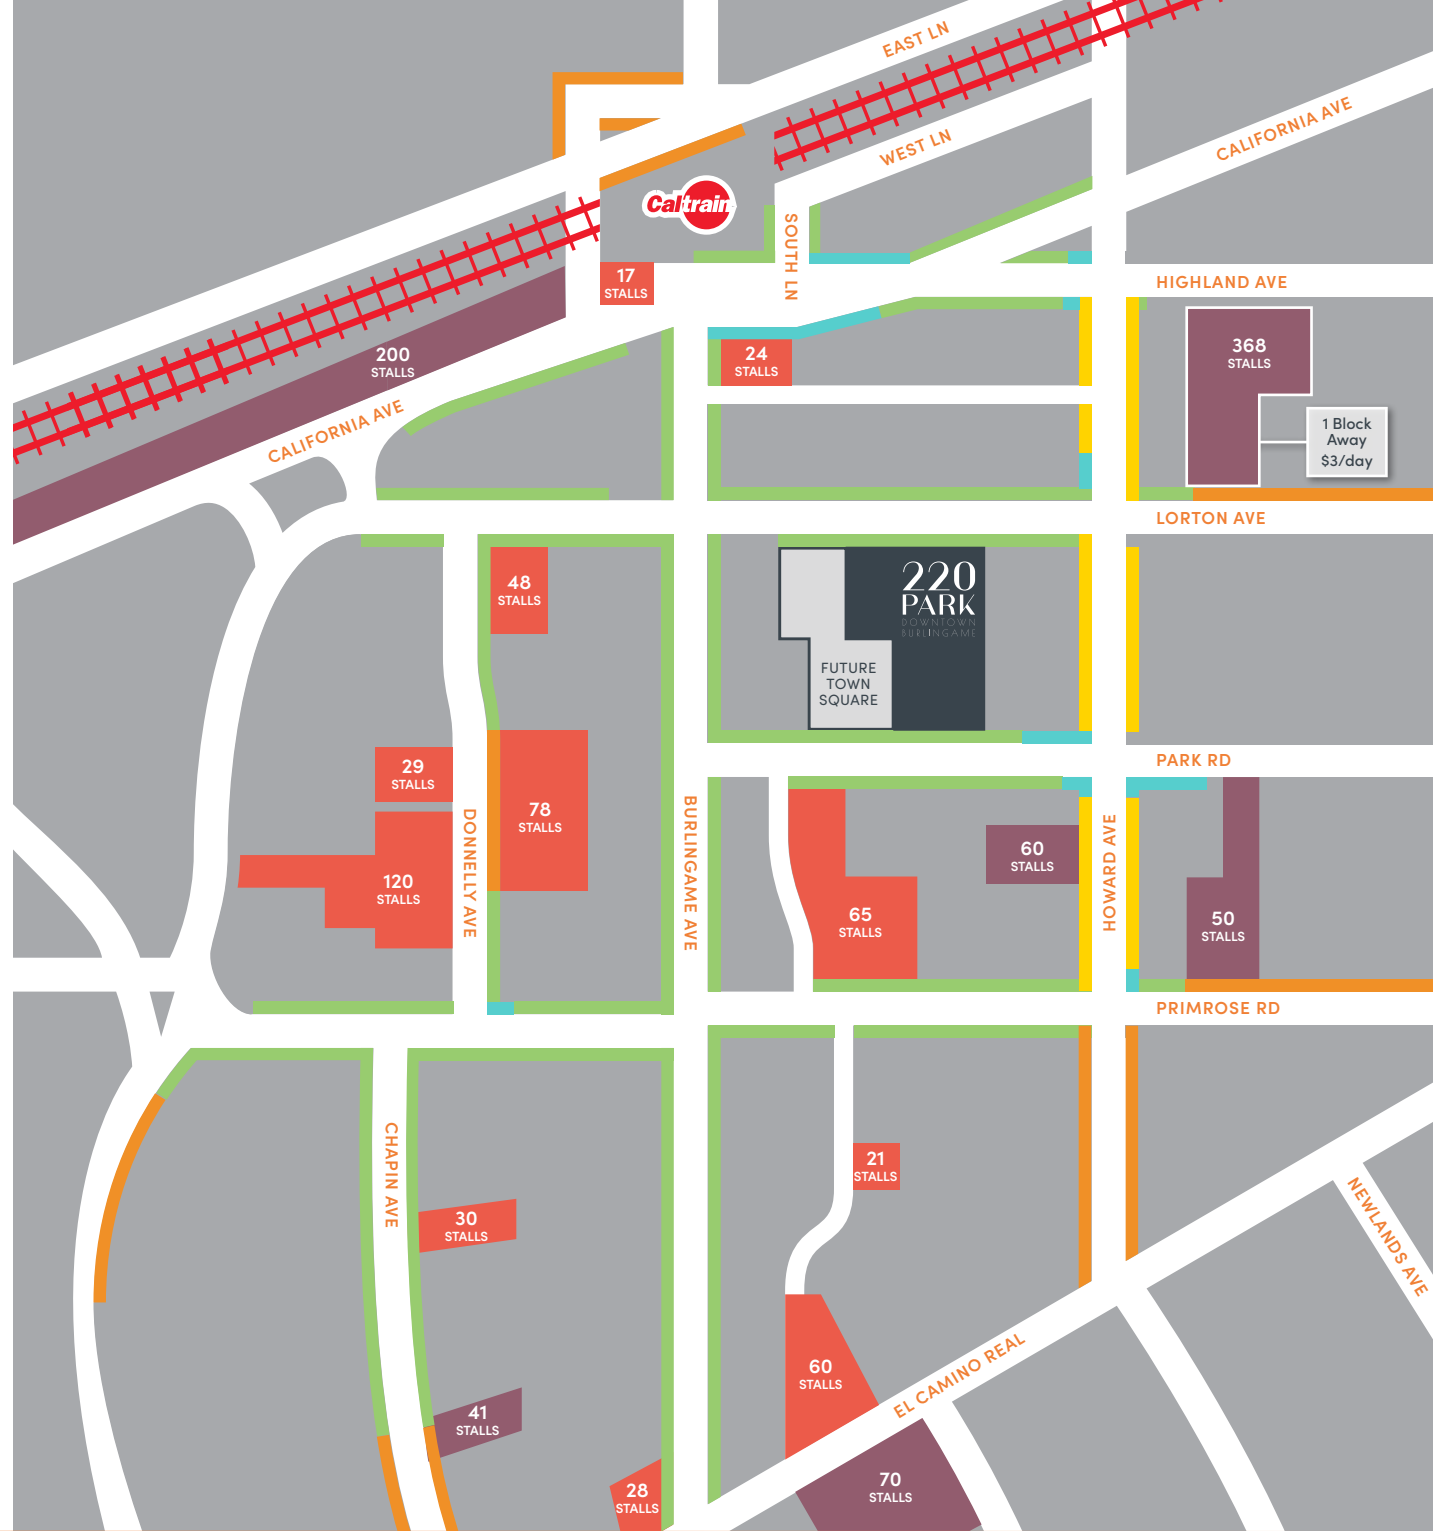 EAST LN
WEST LN
CALIFORNIA AVE
Caltrain
SOUTH LN
17
STALLS
HIGHLAND AVE
200
STALLS
24
STALLS
368
STALLS
CALIFORNIA AVE
1 Block
Away
$3/day
LORTON AVE
48
STALLS
220
PARK
DOWNTOWN
BURLINGAME
FUTURE
TOWN
SQUARE
29
STALLS
PARK RD
78
STALLS
DONNELLY AVE
BURLINGAME AVE
HOWARD AVE
60
STALLS
120
STALLS
65
STALLS
50
STALLS
PRIMROSE RD
CHAPIN AVE
21
STALLS
30
STALLS
NEWLANDS AVE
60
STALLS
EL CAMINO REAL
41
STALLS
28
STALLS
70
STALLS